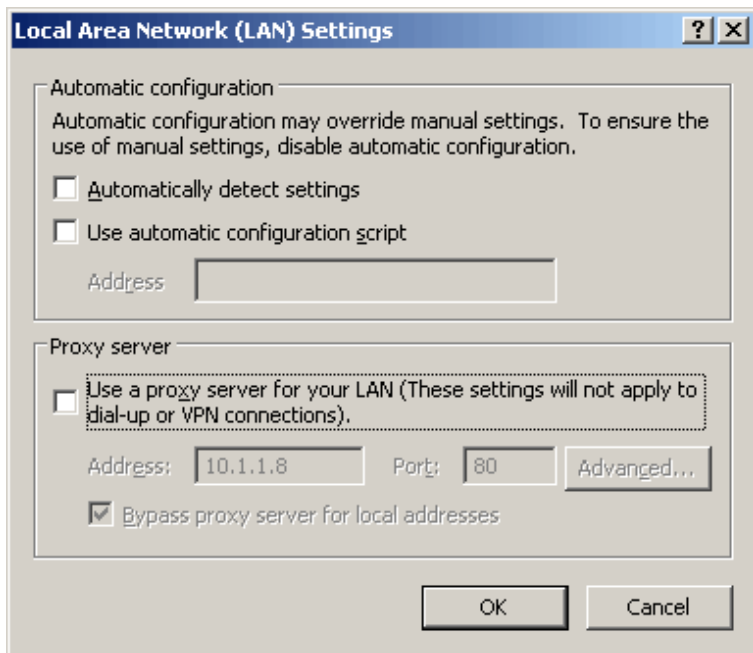 Local Area Network (LAN) Settings
Automatic configuration
Automatic configuration may override manual settings. To ensure the
use of manual settings, disable automatic configuration.
Automatically detect settings
Use automatic configuration script
Address
Proxy server
Use a proxy server for your LAN (These settings will not apply to
dial-up or VPN connections).
Address: 10.1.1.8 Port: 80 Advanced...
Bypass proxy server for local addresses
OK Cancel